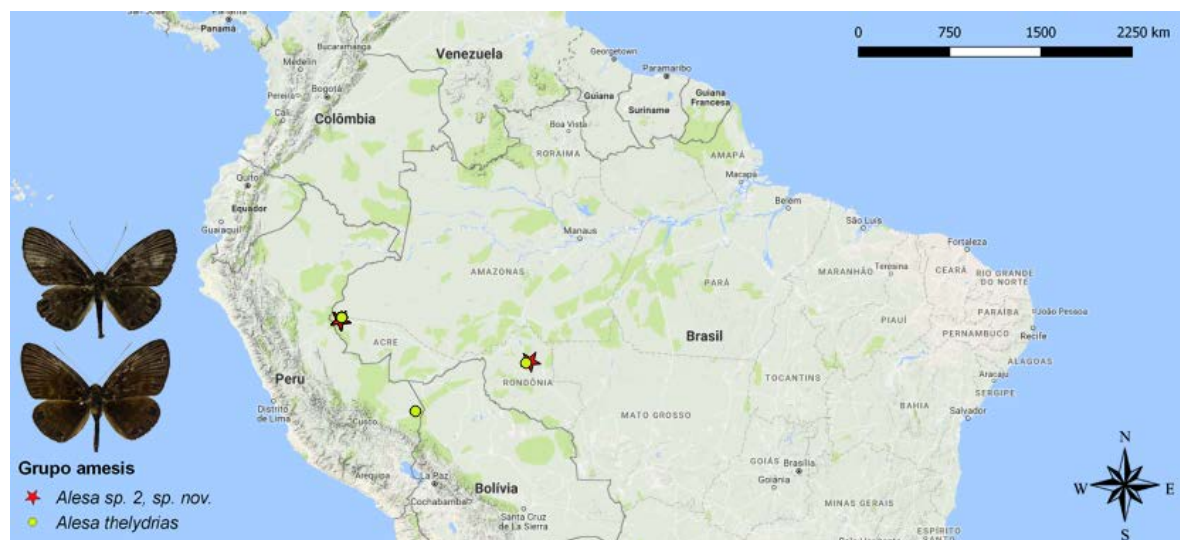 SAN JOSÉ
Panama
Panamá
Bucaramanga
Medellín
Pereira
Bogotá
Cali
Colômbia
Venezuela
Georgetown
Paramaribo
Guiana
Suriname
Guiana
Francesa
Boa Vista
RORAIMA
AMAPÁ
Macapá
Quito
Equador
Guaiaquil
Belém
São Luís
Fortaleza
Manaus
AMAZONAS
PARÁ
MARANHÃO
Teresina
CEARÁ
RIO GRANDE
DO NORTE
PARAÍBA
João Pessoa
PIAUÍ
PERNAMBUCO
Recife
ALAGOAS
Aracaju
SERGIPE
ACRE
Brasil
RONDÔNIA
TOCANTINS
BAHIA
Salvador
MATO GROSSO
Peru
Distrito
de Lima
Cusco
Arequipa
La Paz
Cochabamba
Bolívia
Santa Cruz
de La Sierra
GOIÁS
Brasília
Goiânia
MINAS GERAIS
ESPÍRITO
SANTO
0 750 1500 2250 km
N
W E
S
Grupo amesis
Alesa sp. 2, sp. nov.
Alesa thelydrias